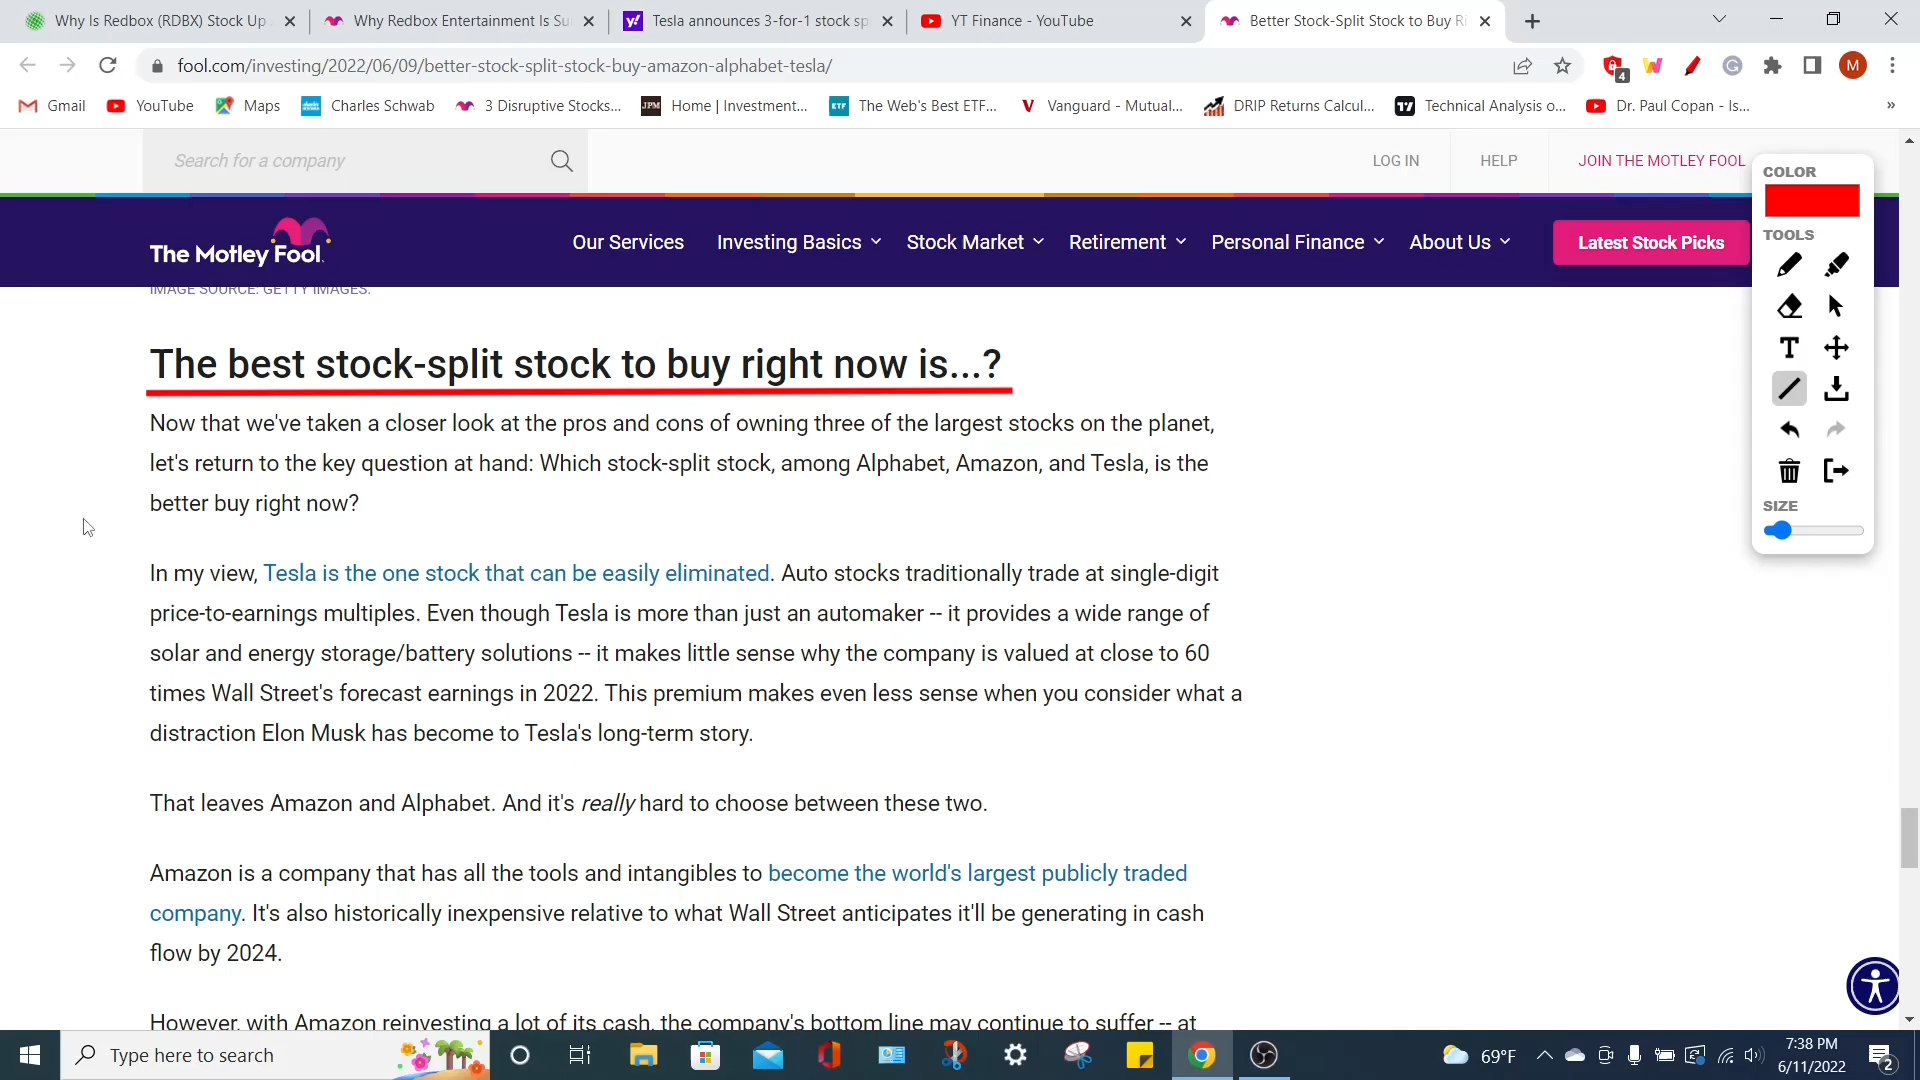 Why Is Redbox (RDBX) Stock Up
Why Redbox Entertainment Is Su
Tesla announces 3-for-1 stock sp
YT Finance - YouTube
Better Stock-Split Stock to Buy Ri
fool.com/investing/2022/06/09/better-stock-split-stock-buy-amazon-alphabet-tesla/
4
M
Gmail
YouTube
Maps
Charles Schwab
3 Disruptive Stocks...
JPM
Home | Investment...
ETF
The Web's Best ETF...
Vanguard - Mutual...
DRIP Returns Calcul...
Technical Analysis o...
Dr. Paul Copan - Is...
»
Search for a company
LOG IN
HELP
JOIN THE MOTLEY FOOL
The Motley Fool.
Our Services
Investing Basics
Stock Market
Retirement
Personal Finance
About Us
Latest Stock Picks
COLOR
TOOLS
T
SIZE
IMAGE SOURCE: GETTY IMAGES.
The best stock-split stock to buy right now is...?
Now that we've taken a closer look at the pros and cons of owning three of the largest stocks on the planet,
let's return to the key question at hand: Which stock-split stock, among Alphabet, Amazon, and Tesla, is the
better buy right now?
In my view, Tesla is the one stock that can be easily eliminated. Auto stocks traditionally trade at single-digit
price-to-earnings multiples. Even though Tesla is more than just an automaker -- it provides a wide range of
solar and energy storage/battery solutions -- it makes little sense why the company is valued at close to 60
times Wall Street's forecast earnings in 2022. This premium makes even less sense when you consider what a
distraction Elon Musk has become to Tesla's long-term story.
That leaves Amazon and Alphabet. And it's really hard to choose between these two.
Amazon is a company that has all the tools and intangibles to become the world's largest publicly traded
company. It's also historically inexpensive relative to what Wall Street anticipates it'll be generating in cash
flow by 2024.
However, with Amazon reinvesting a lot of its cash, the company's bottom line may continue to suffer -- at
Type here to search
69°F
7:38 PM
6/11/2022
2